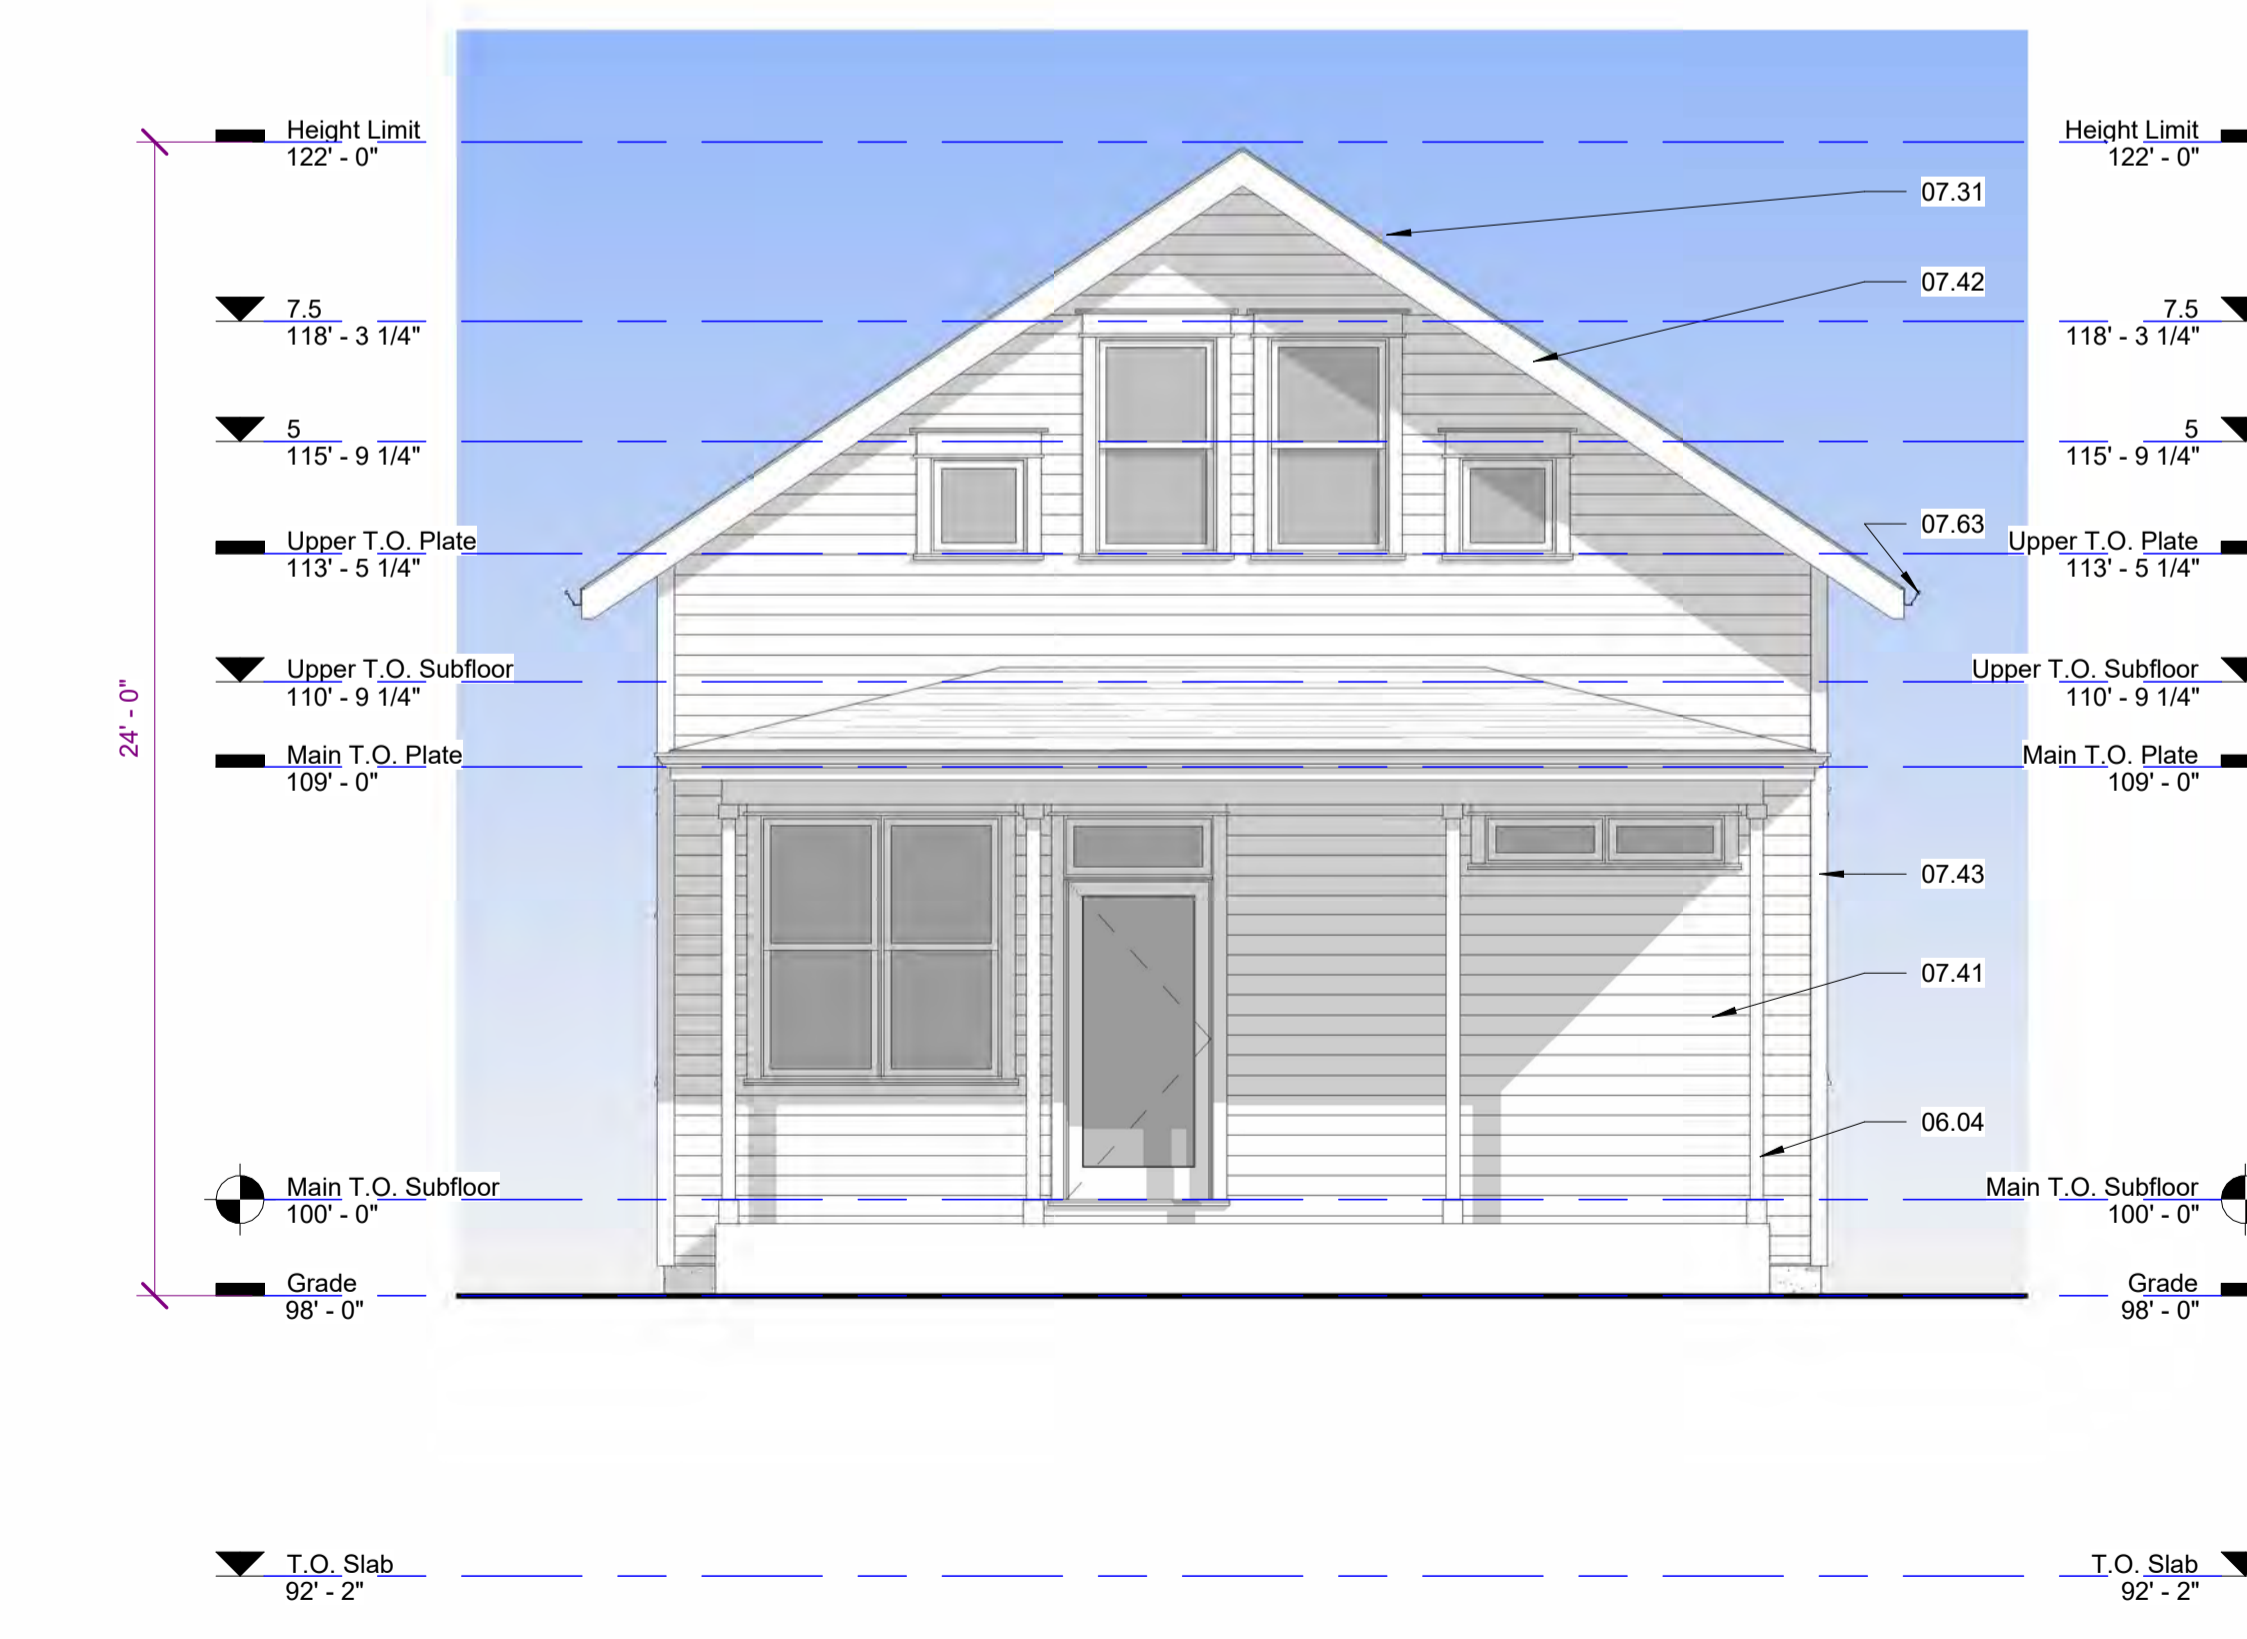 Height Limit
122' - 0"
Height Limit
122' - 0"
07.31
07.42
7.5
118' - 3 1/4"
7.5
118' - 3 1/4"
5
115' - 9 1/4"
5
115' - 9 1/4"
07.63
Upper T.O. Plate
113' - 5 1/4"
Upper T.O. Plate
113' - 5 1/4"
Upper T.O. Subfloor
110' - 9 1/4"
Upper T.O. Subfloor
110' - 9 1/4"
24' - 0"
Main T.O. Plate
109' - 0"
Main T.O. Plate
109' - 0"
07.43
07.41
06.04
Main T.O. Subfloor
100' - 0"
Main T.O. Subfloor
100' - 0"
Grade
98' - 0"
Grade
98' - 0"
T.O. Slab
92' - 2"
T.O. Slab
92' - 2"